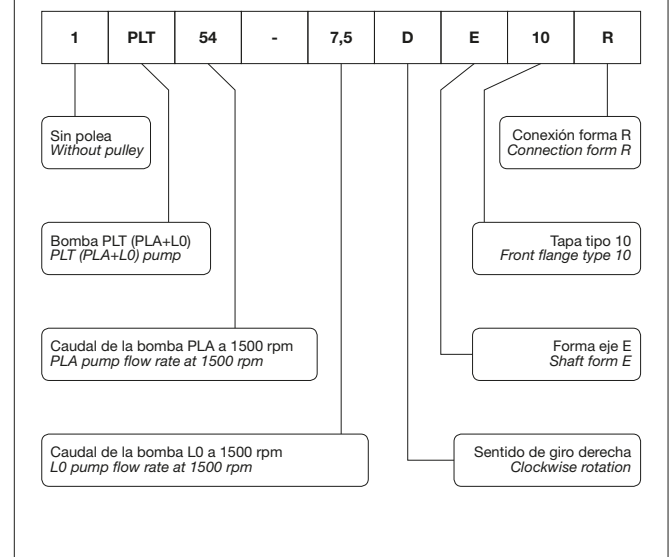 1 PLT 54 - 7,5 D E 10 R
Sin polea
Without pulley
Conexión forma R
Connection form R
Bomba PLT (PLA+L0)
PLT (PLA+L0) pump
Tapa tipo 10
Front flange type 10
Caudal de la bomba PLA a 1500 rpm
PLA pump flow rate at 1500 rpm
Forma eje E
Shaft form E
Caudal de la bomba L0 a 1500 rpm
L0 pump flow rate at 1500 rpm
Sentido de giro derecha
Clockwise rotation